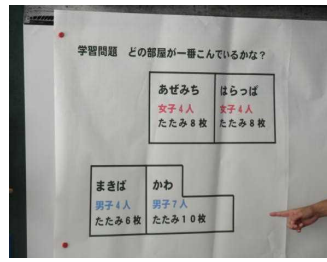 学習問題 どの部屋が一番こんでいるかな？
あぜみち
女子4人
たたみ8枚
はらっぱ
女子4人
たたみ8枚
まきば
男子4人
たたみ6枚
かわ
男子7人
たたみ10枚